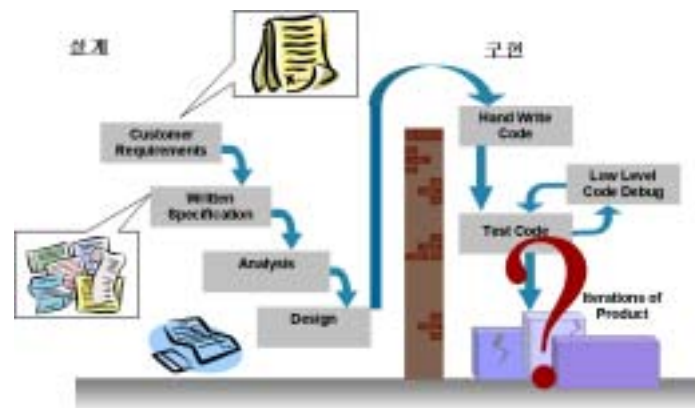 설계
구현
Customer
Requirements
Written
Specification
Analysis
Design
Hand Write
Code
Low Level
Code Debug
Test Code
Iterations of
Product